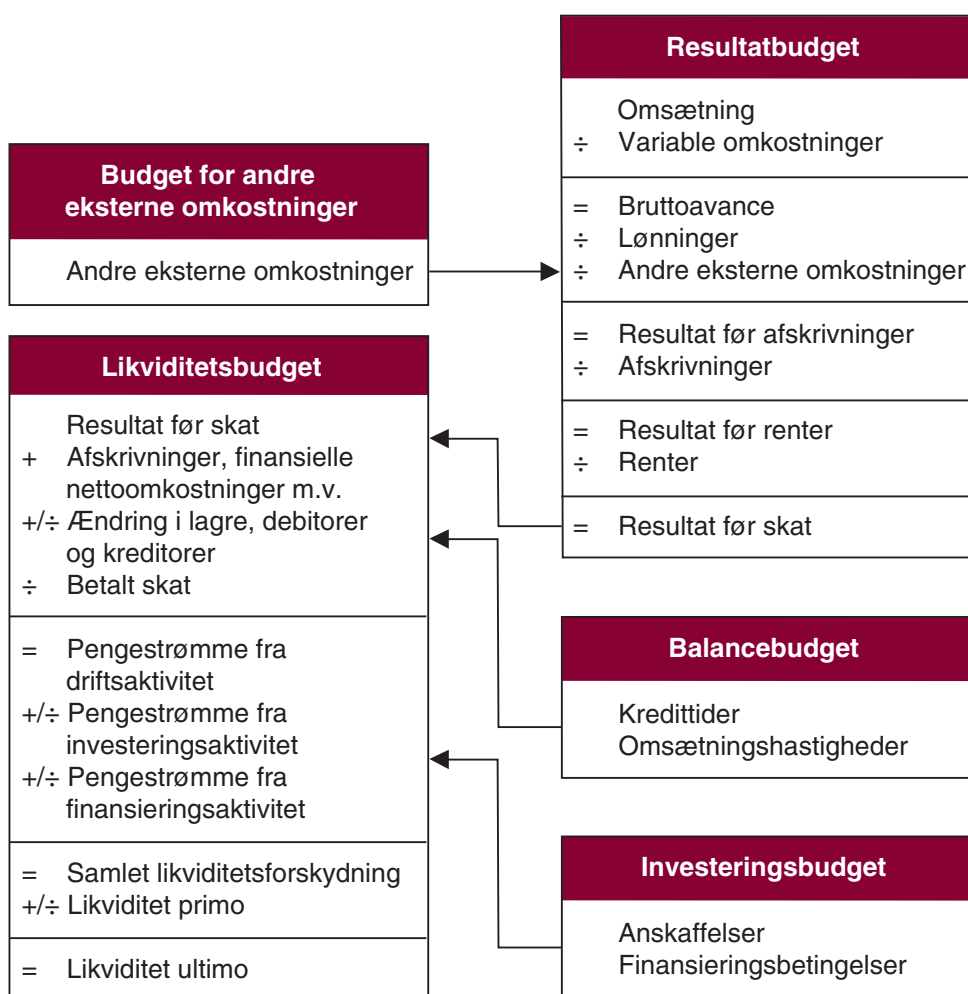 Budget for andre
eksterne omkostninger
Andre eksterne omkostninger
Likviditetsbudget
Resultat før skat
+ Afskrivninger, finansielle
nettoomkostninger m.v.
+/÷ Ændring i lagre, debitorer
og kreditorer
÷ Betalt skat
= Pengestrømme fra
driftsaktivitet
+/÷ Pengestrømme fra
investeringsaktivitet
+/÷ Pengestrømme fra
finansieringsaktivitet
= Samlet likviditetsforskydning
+/÷ Likviditet primo
= Likviditet ultimo
Resultatbudget
Omsætning
÷ Variable omkostninger
= Bruttoavance
÷ Lønninger
÷ Andre eksterne omkostninger
= Resultat før afskrivninger
÷ Afskrivninger
= Resultat før renter
÷ Renter
= Resultat før skat
Balancebudget
Kredittider
Omsætningshastigheder
Investeringsbudget
Anskaffelser
Finansieringsbetingelser